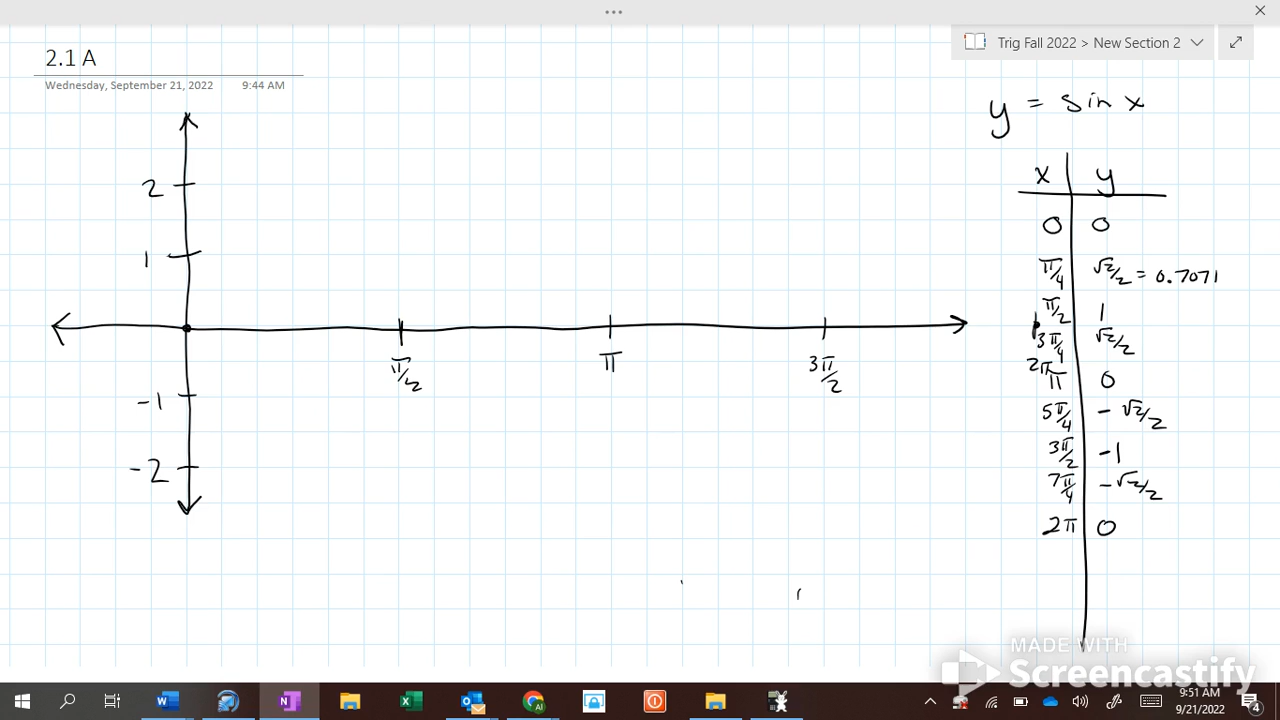 2.1 A
Wednesday, September 21, 2022 9:44 AM
Trig Fall 2022 > New Section 2
y = sin x
x y
0 0
π/4 √2/2 = 0.7071
π/2 1
3π/4 √2/2
2π
π 0
5π/4 -√2/2
3π/2 -1
7π/4 -√2/2
2π 0
2
1
-1
-2
π/2 π 3π/2
MADE WITH
Screencastify
9:51 AM
9/21/2022
4